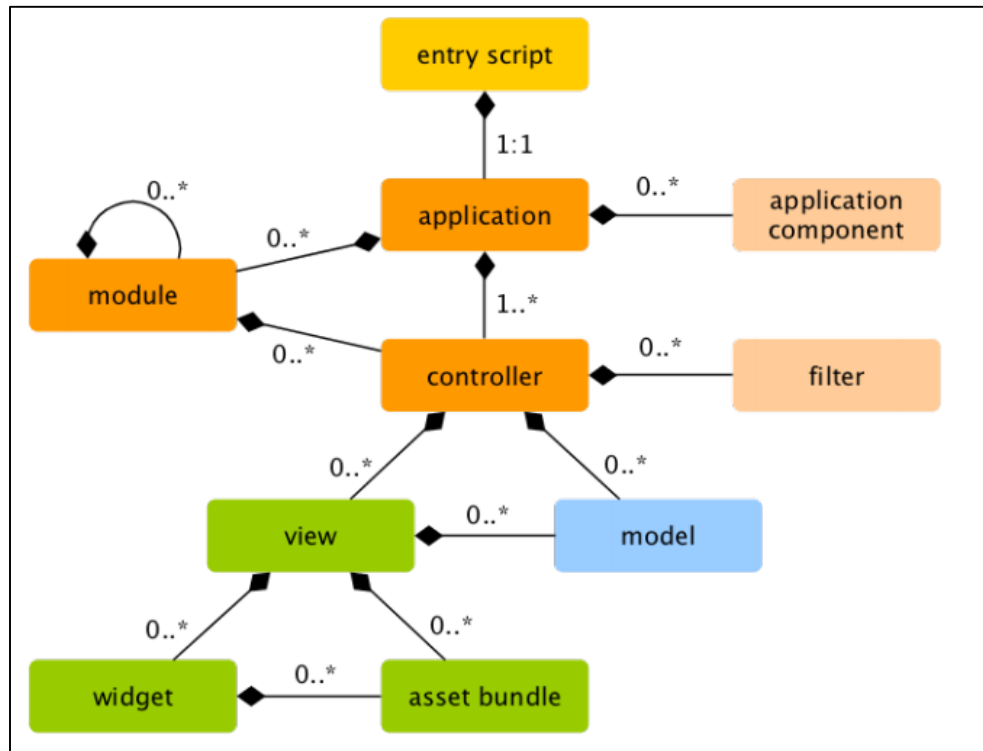 entry script
1:1
0..*
application
0..*
application
component
0..*
module
1..*
0..*
controller
0..*
filter
0..*
0..*
view
0..*
model
0..*
0..*
widget
0..*
asset bundle